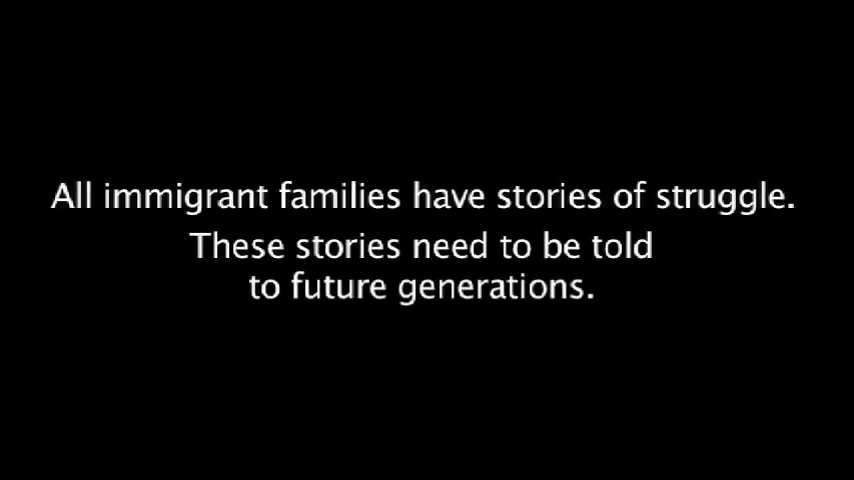 All immigrant families have stories of struggle.
These stories need to be told
to future generations.